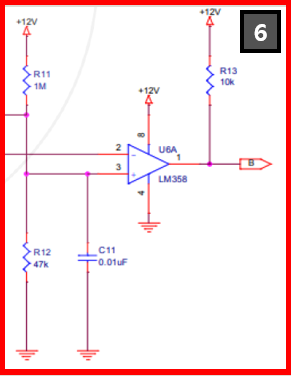 6
+12V
+12V
R11
1M
R13
10k
+12V
8
U6A
2
-
1
B
3
+
LM358
4
R12
47k
C11
0.01uF